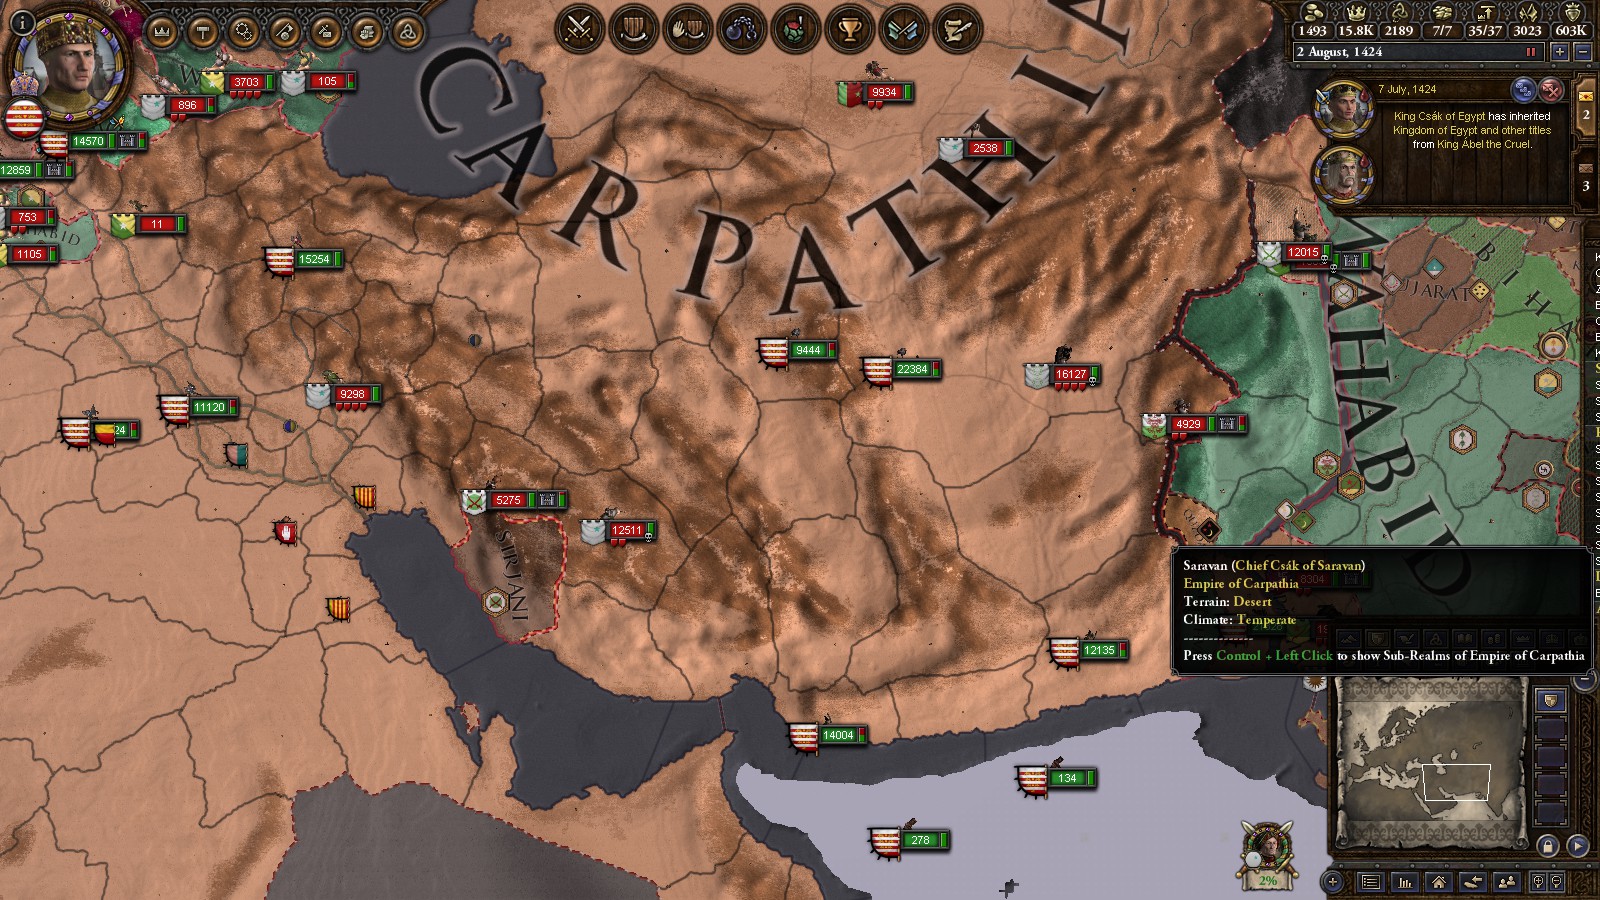 1493 15.8K 2189 7/7 35/37 3023 603K
2 August, 1424
7 July, 1424
King Csák of Egypt has inherited
Kingdom of Egypt and other titles
from King Ábel the Cruel.
2
3
CARPATHIA
WAHABID
SIRJANI
BIHA
3703
105
896
14570
12859
753
1105
11
15254
9934
2538
12015
9444
22384
16127
4929
9298
11120
24
5275
12511
12135
14004
134
278
8304
Saravan (Chief Csák of Saravan)
Empire of Carpathia
Terrain: Desert
Climate: Temperate
--------------
Press Control + Left Click to show Sub-Realms of Empire of Carpathia
2%